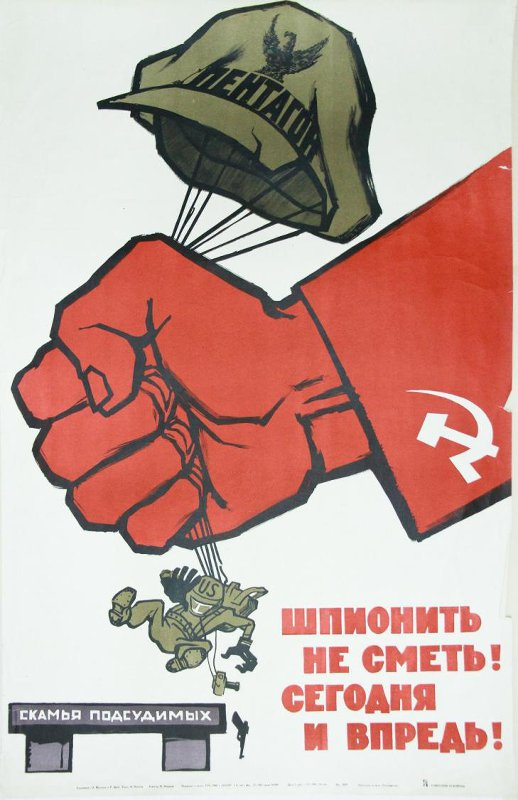 ПЕНТАГОН
US
ШПИОНИТЬ
НЕ СМЕТЬ!
СЕГОДНЯ
И ВПРЕДЬ!
СКАМЬЯ ПОДСУДИМЫХ